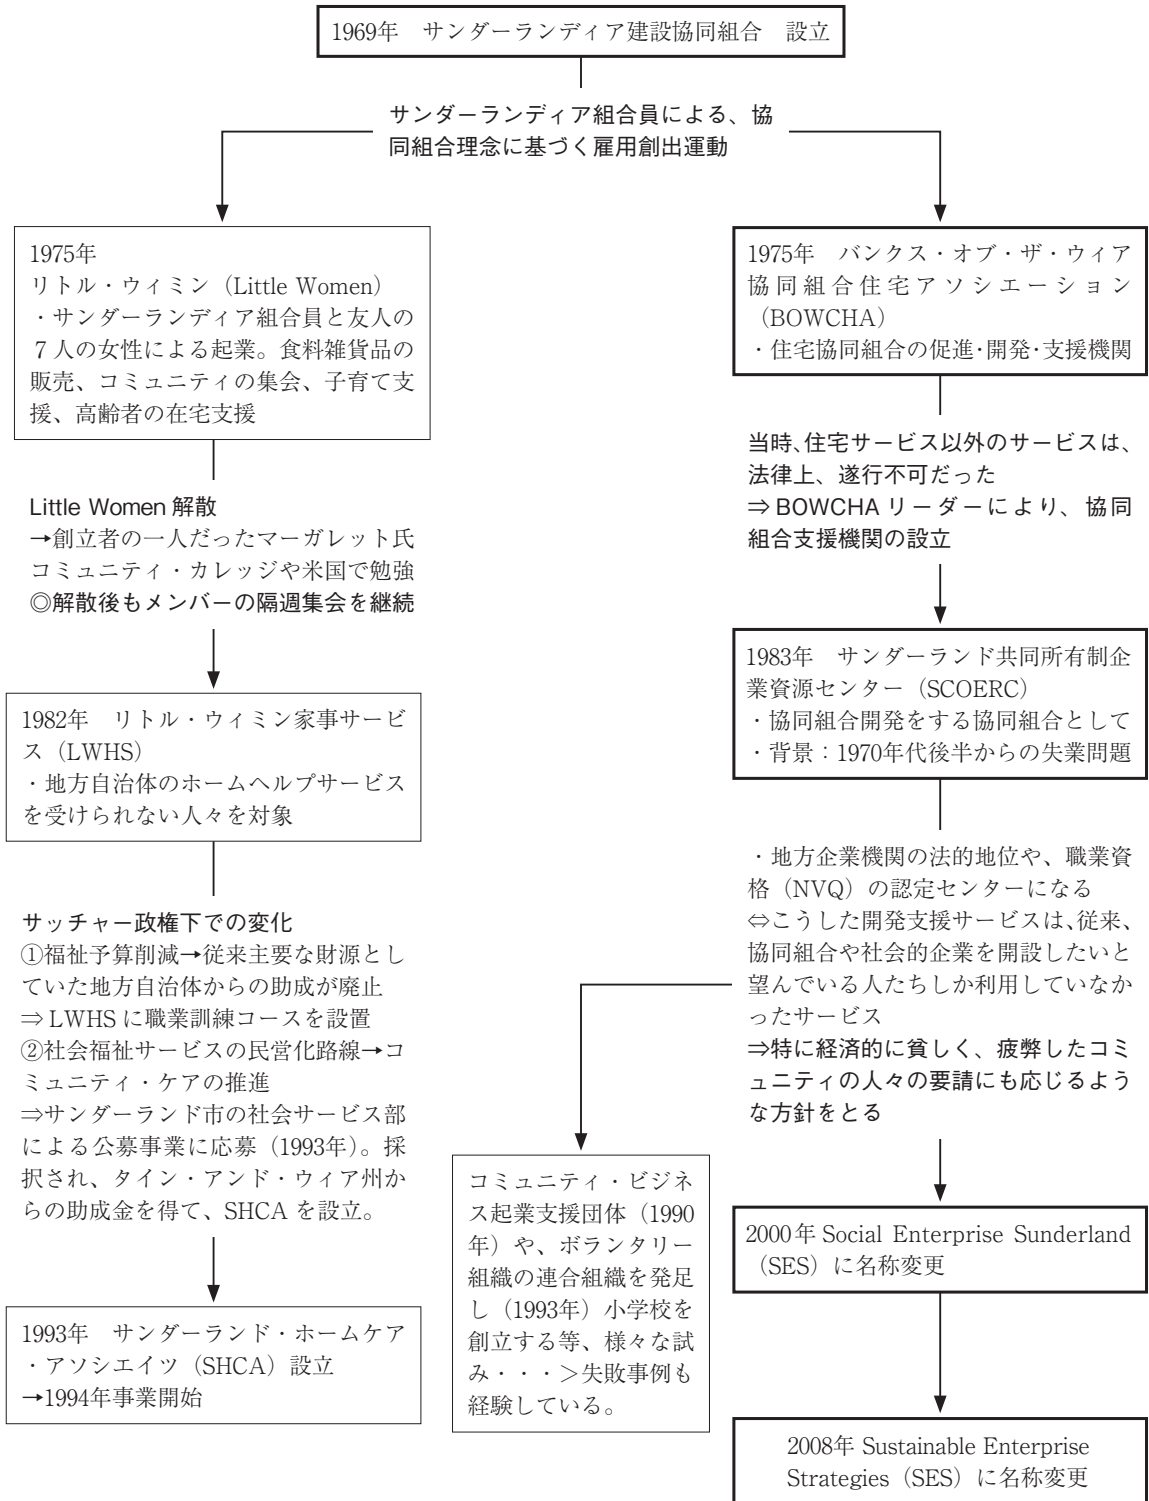 1969年　サンダーランディア建設協同組合　設立
サンダーランディア組合員による、協
同組合理念に基づく雇用創出運動
1975年
リトル・ウィミン（Little Women）
・サンダーランディア組合員と友人の
７人の女性による起業。食料雑貨品の
販売、コミュニティの集会、子育て支
援、高齢者の在宅支援
Little Women 解散
→創立者の一人だったマーガレット氏
コミュニティ・カレッジや米国で勉強
◎解散後もメンバーの隔週集会を継続
1982年　リトル・ウィミン家事サービ
ス（LWHS）
・地方自治体のホームヘルプサービス
を受けられない人々を対象
サッチャー政権下での変化
①福祉予算削減→従来主要な財源とし
ていた地方自治体からの助成が廃止
⇒ LWHS に職業訓練コースを設置
②社会福祉サービスの民営化路線→コ
ミュニティ・ケアの推進
⇒サンダーランド市の社会サービス部
による公募事業に応募（1993年）。採
択され、タイン・アンド・ウィア州か
らの助成金を得て、SHCA を設立。
1993年　サンダーランド・ホームケア
・アソシエイツ（SHCA）設立
→1994年事業開始
1975年　バンクス・オブ・ザ・ウィア
協同組合住宅アソシエーション
（BOWCHA）
・住宅協同組合の促進・開発・支援機関
当時、住宅サービス以外のサービスは、
法律上、遂行不可だった
⇒ BOWCHA リーダーにより、協同
組合支援機関の設立
1983年　サンダーランド共同所有制企
業資源センター（SCOERC）
・協同組合開発をする協同組合として
・背景：1970年代後半からの失業問題
・地方企業機関の法的地位や、職業資
格（NVQ）の認定センターになる
⇔こうした開発支援サービスは、従来、
協同組合や社会的企業を開設したいと
望んでいる人たちしか利用していなか
ったサービス
⇒特に経済的に貧しく、疲弊したコミ
ュニティの人々の要請にも応じるよう
な方針をとる
コミュニティ・ビジネ
ス起業支援団体（1990
年）や、ボランタリー
組織の連合組織を発足
し（1993年）小学校を
創立する等、様々な試
み・・・＞失敗事例も
経験している。
2000年 Social Enterprise Sunderland
（SES）に名称変更
2008年 Sustainable Enterprise
Strategies（SES）に名称変更